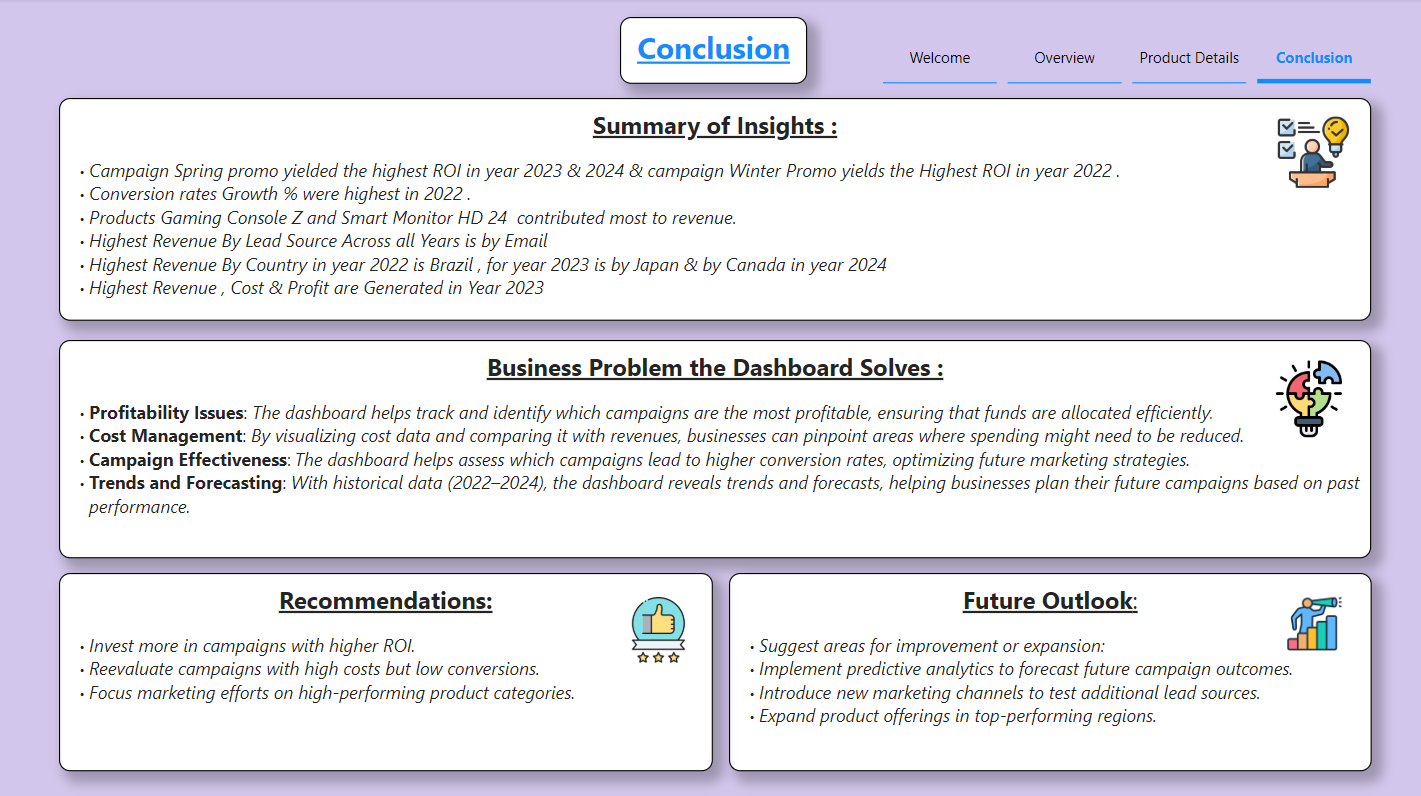 Conclusion
Welcome
Overview
Product Details
Conclusion
Summary of Insights :
• Campaign Spring promo yielded the highest ROI in year 2023 & 2024 & campaign Winter Promo yields the Highest ROI in year 2022 .
• Conversion rates Growth % were highest in 2022 .
• Products Gaming Console Z and Smart Monitor HD 24  contributed most to revenue.
• Highest Revenue By Lead Source Across all Years is by Email
• Highest Revenue By Country in year 2022 is Brazil , for year 2023 is by Japan & by Canada in year 2024
• Highest Revenue , Cost & Profit are Generated in Year 2023
Business Problem the Dashboard Solves :
• Profitability Issues: The dashboard helps track and identify which campaigns are the most profitable, ensuring that funds are allocated efficiently.
• Cost Management: By visualizing cost data and comparing it with revenues, businesses can pinpoint areas where spending might need to be reduced.
• Campaign Effectiveness: The dashboard helps assess which campaigns lead to higher conversion rates, optimizing future marketing strategies.
• Trends and Forecasting: With historical data (2022–2024), the dashboard reveals trends and forecasts, helping businesses plan their future campaigns based on past
performance.
Recommendations:
• Invest more in campaigns with higher ROI.
• Reevaluate campaigns with high costs but low conversions.
• Focus marketing efforts on high-performing product categories.
Future Outlook:
• Suggest areas for improvement or expansion:
• Implement predictive analytics to forecast future campaign outcomes.
• Introduce new marketing channels to test additional lead sources.
• Expand product offerings in top-performing regions.